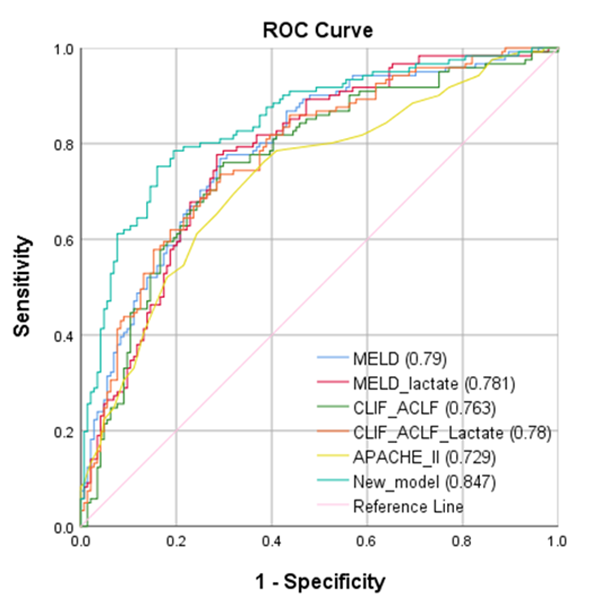 ROC Curve
1.0
0.8
0.6
0.4
0.2
0.0
Sensitivity
MELD (0.79)
MELD_lactate (0.781)
CLIF_ACLF (0.763)
CLIF_ACLF_Lactate (0.78)
APACHE_II (0.729)
New_model (0.847)
Reference Line
0.0 0.2 0.4 0.6 0.8 1.0
1 - Specificity